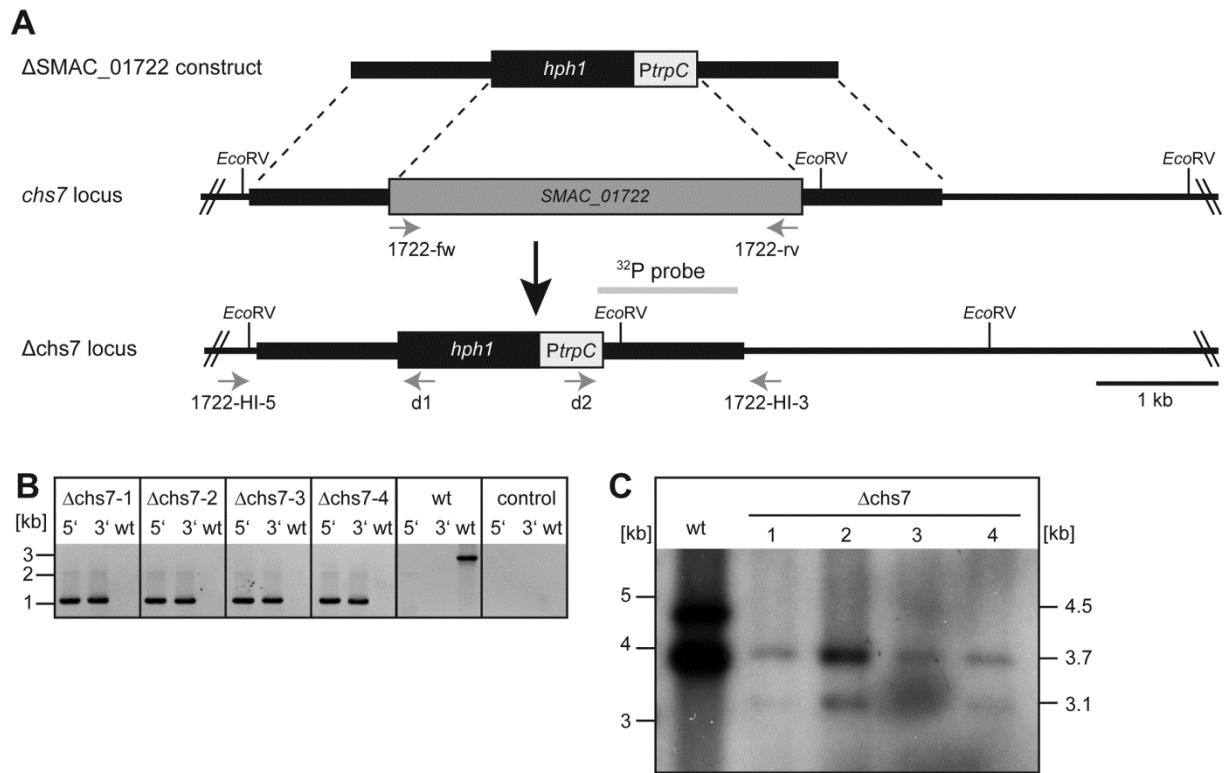 A
ΔSMAC_01722 construct
hph1 PtrpC
EcoRV EcoRV EcoRV
chs7 locus
SMAC_01722
1722-fw 1722-rv
³²P probe
EcoRV EcoRV EcoRV
Δchs7 locus
hph1 PtrpC
1722-HI-5 d1 d2 1722-HI-3
1 kb
B
Δchs7-1 Δchs7-2 Δchs7-3 Δchs7-4 wt control
[kb] 5‘ 3‘ wt 5‘ 3‘ wt 5‘ 3‘ wt 5‘ 3‘ wt 5‘ 3‘ wt 5‘ 3‘ wt
3
2
1
C
Δchs7
[kb] wt 1 2 3 4 [kb]
5
4
3
4.5
3.7
3.1